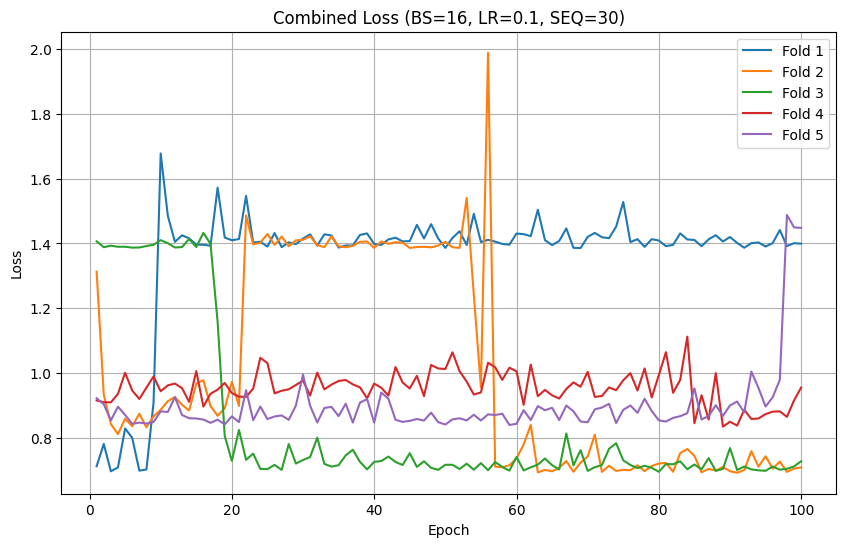 Combined Loss (BS=16, LR=0.1, SEQ=30)
Fold 1
Fold 2
Fold 3
Fold 4
Fold 5
Loss
2.0
1.8
1.6
1.4
1.2
1.0
0.8
0
20
40
60
80
100
Epoch